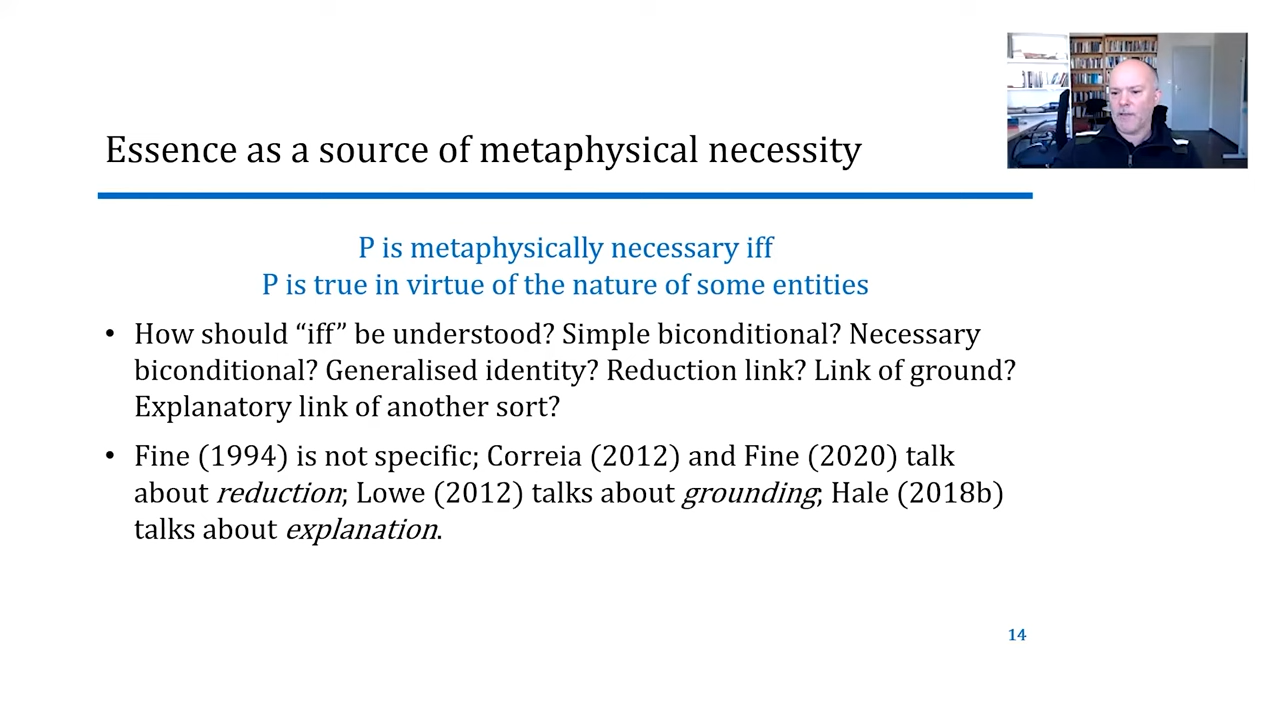 Essence as a source of metaphysical necessity
P is metaphysically necessary iff
P is true in virtue of the nature of some entities
• How should “iff” be understood? Simple biconditional? Necessary
biconditional? Generalised identity? Reduction link? Link of ground?
Explanatory link of another sort?
• Fine (1994) is not specific; Correia (2012) and Fine (2020) talk
about reduction; Lowe (2012) talks about grounding; Hale (2018b)
talks about explanation.
14